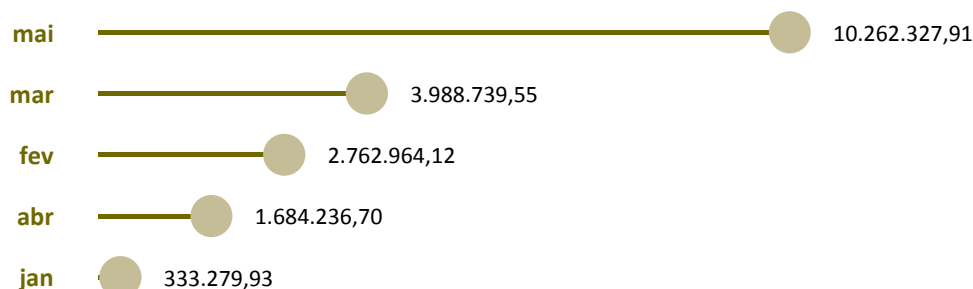 mai 10.262.327,91
mar 3.988.739,55
fev 2.762.964,12
abr 1.684.236,70
jan 333.279,93